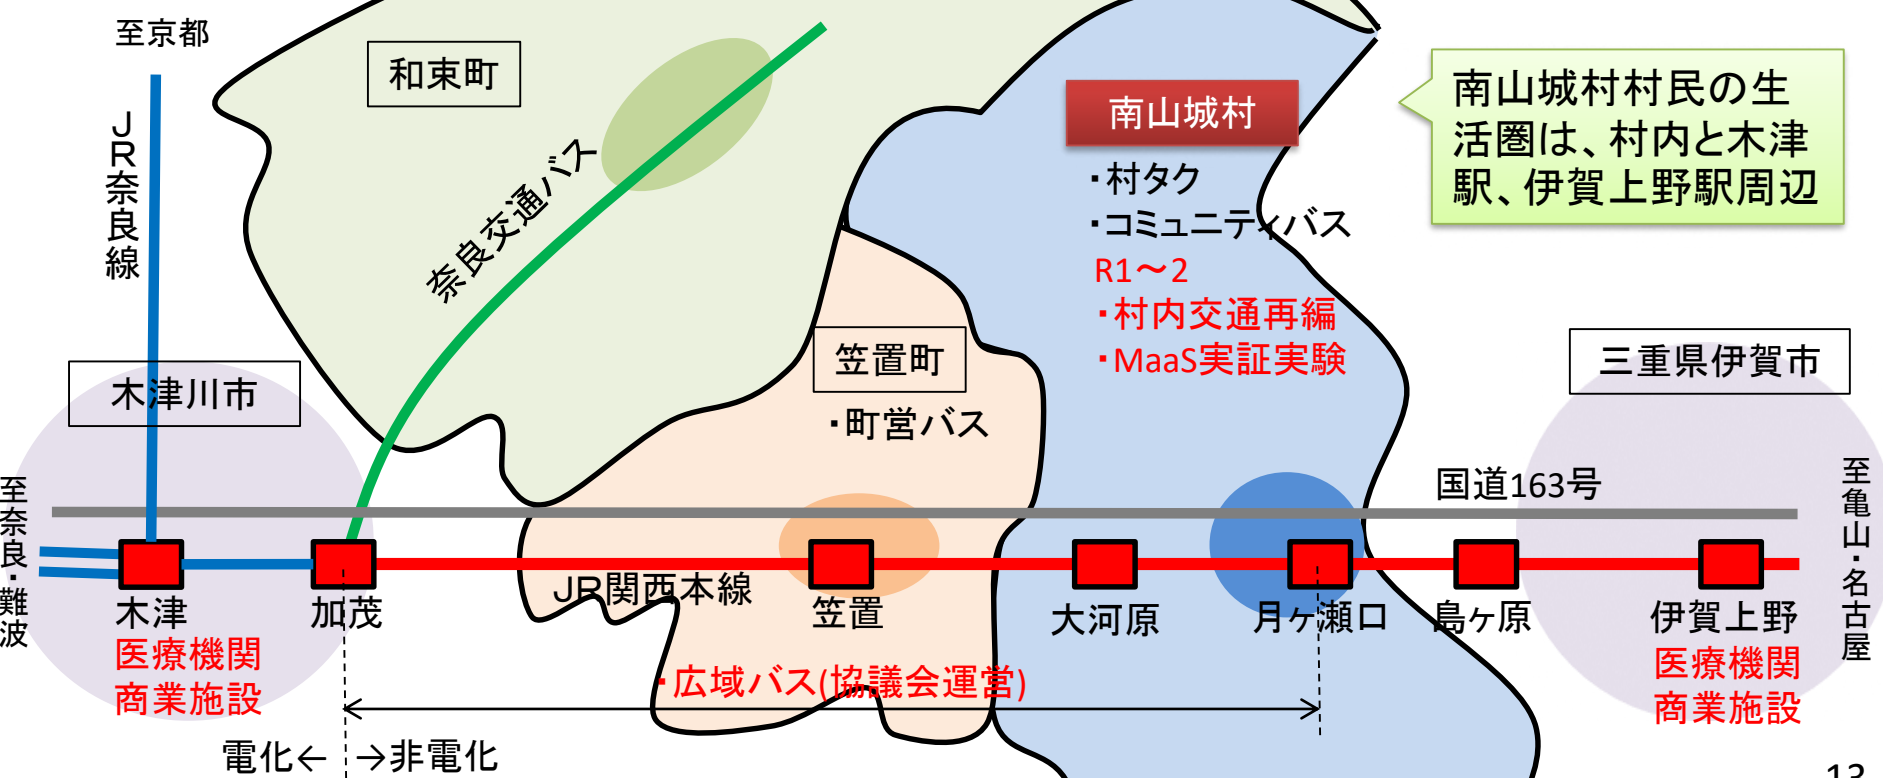 至京都
JR奈良線
和束町
奈良交通バス
南山城村
・村タク
・コミュニティバス
R1～2
・村内交通再編
・MaaS実証実験
南山城村村民の生
活圏は、村内と木津
駅、伊賀上野駅周辺
木津川市
笠置町
・町営バス
三重県伊賀市
国道163号
至奈良・難波
至亀山・名古屋
木津
加茂
JR関西本線
笠置
大河原
月ヶ瀬口
島ヶ原
伊賀上野
医療機関
商業施設
医療機関
商業施設
・広域バス(協議会運営)
電化← →非電化
13